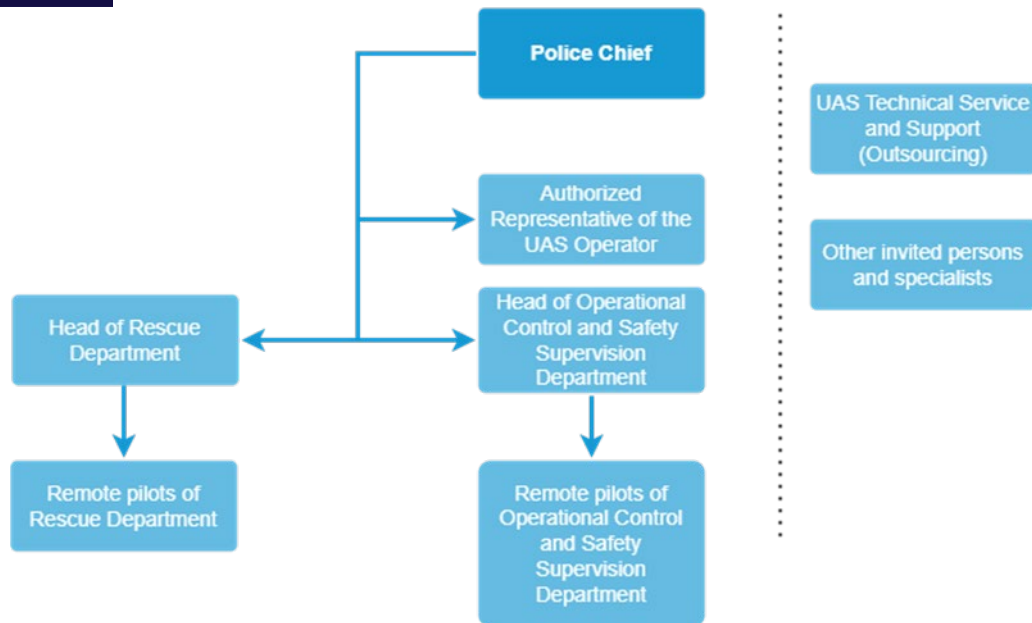 Police Chief
UAS Technical Service
and Support
(Outsourcing)
Authorized
Representative of the
UAS Operator
Other invited persons
and specialists
Head of Rescue
Department
Head of Operational
Control and Safety
Supervision
Department
Remote pilots of
Rescue Department
Remote pilots of
Operational Control
and Safety
Supervision
Department